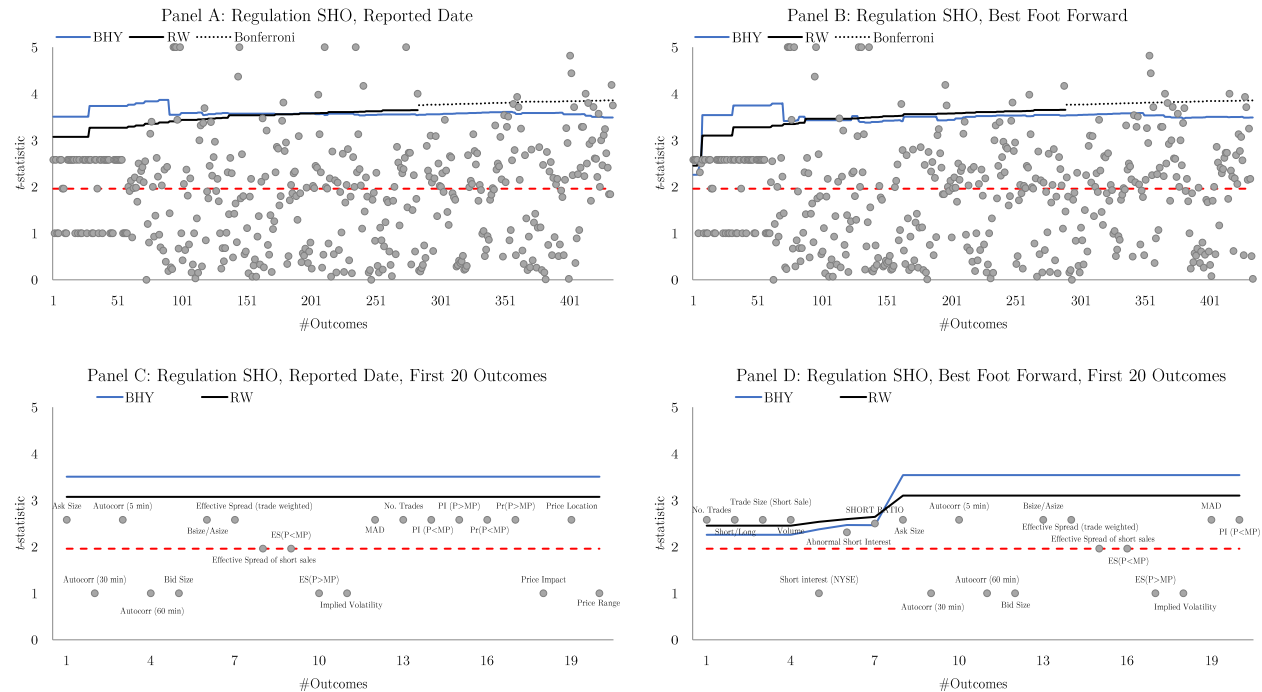 Panel A: Regulation SHO, Reported Date
BHY RW Bonferroni
t-statistic
5
4
3
2
1
0
1 51 101 151 201 251 301 351 401
#Outcomes
Panel B: Regulation SHO, Best Foot Forward
BHY RW Bonferroni
t-statistic
5
4
3
2
1
0
1 51 101 151 201 251 301 351 401
#Outcomes
Panel C: Regulation SHO, Reported Date, First 20 Outcomes
BHY RW
t-statistic
5
4
3
2
1
0
Ask Size Autocorr (5 min) Effective Spread (trade weighted) No. Trades PI (P>MP) Pr(P>MP) Price Location
Bsize/Asize ES(P<MP) MAD PI (P<MP) Pr(P<MP)
Effective Spread of short sales
Autocorr (30 min) Bid Size ES(P>MP) Price Impact
Autocorr (60 min) Implied Volatility Price Range
1 4 7 10 13 16 19
#Outcomes
Panel D: Regulation SHO, Best Foot Forward, First 20 Outcomes
BHY RW
t-statistic
5
4
3
2
1
0
No. Trades Trade Size (Short Sale) SHORT RATIO Autocorr (5 min) Bsize/Asize MAD
Short/Long Volume Ask Size Effective Spread (trade weighted) PI (P<MP)
Abnormal Short Interest Effective Spread of short sales
ES(P<MP)
Short interest (NYSE) Autocorr (60 min) ES(P>MP)
Autocorr (30 min) Bid Size Implied Volatility
1 4 7 10 13 16 19
#Outcomes